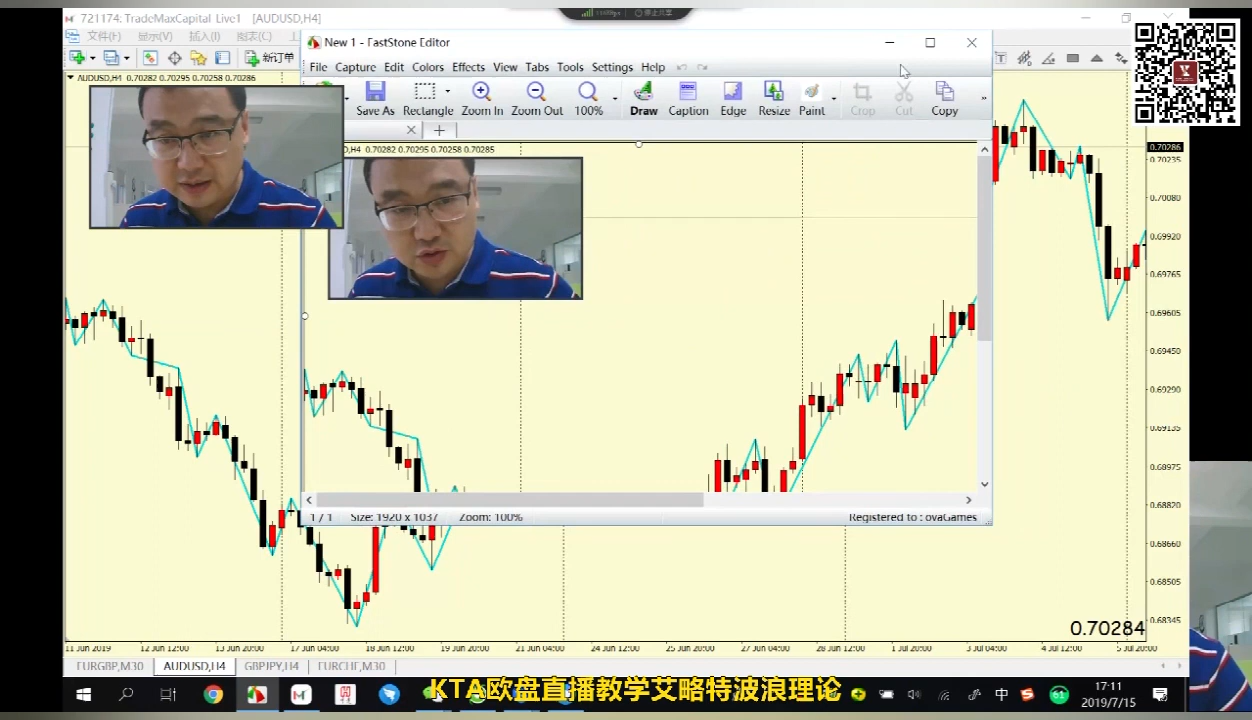 721174: TradeMaxCapital-Live1 - [AUDUSD,H4]
文件(F) 显示(V) 插入(I) 图表(C) 工
新订单
AUDUSD,H4 0.70282 0.70295 0.70258 0.70286
New 1 - FastStone Editor
File Capture Edit Colors Effects View Tabs Tools Settings Help
Save As Rectangle Zoom In Zoom Out 100% Draw Caption Edge Resize Paint Crop Cut Copy
D,H4 0.70282 0.70295 0.70258 0.70285
1 / 1 Size: 1920 x 1037 Zoom: 100% Registered to : ovaGames
停止共享
0.70286
0.70235
0.70080
0.69920
0.69765
0.69605
0.69450
0.69290
0.69135
0.68975
0.68820
0.68660
0.68505
0.68345
0.70284
11 Jun 2019 12 Jun 12:00 13 Jun 20:00 17 Jun 04:00 18 Jun 12:00 19 Jun 20:00 21 Jun 04:00 24 Jun 12:00 25 Jun 20:00 27 Jun 04:00 28 Jun 12:00 1 Jul 20:00 3 Jul 04:00 4 Jul 12:00 5 Jul 20:00
EURGBP,M30 AUDUSD,H4 GBPJPY,H4 EURCHF,M30
KTA欧盘直播教学艾略特波浪理论
中
61
17:11
2019/7/15